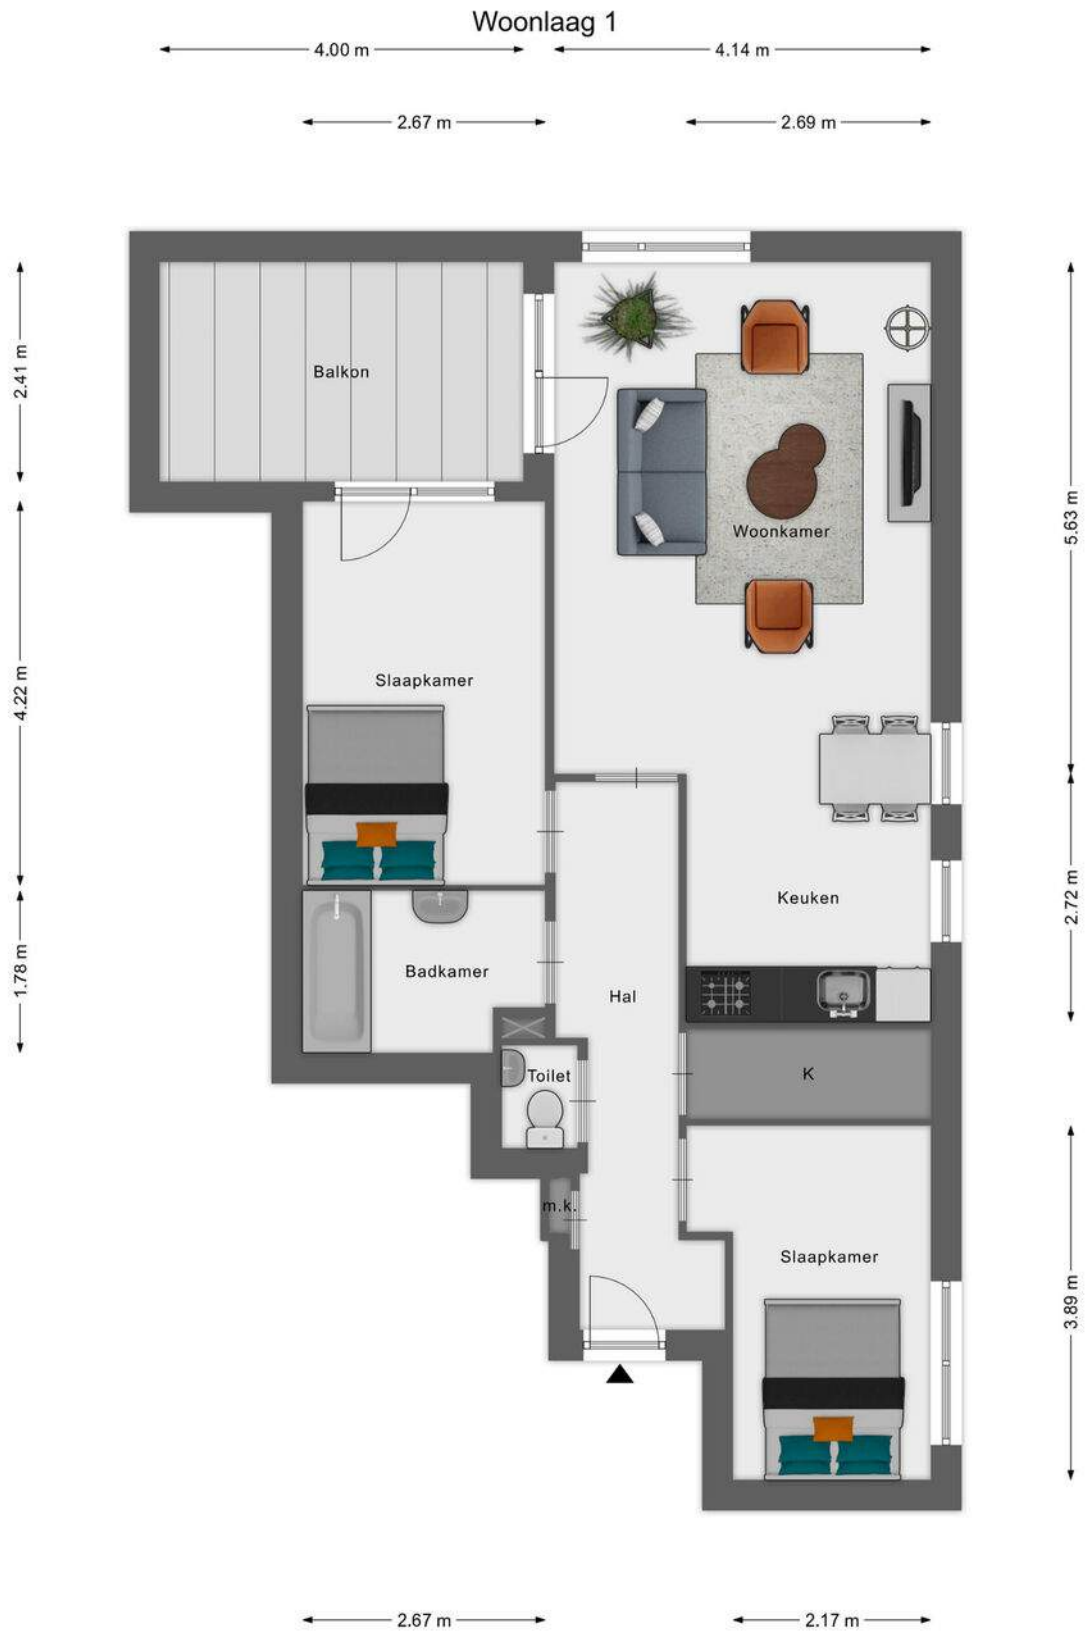 Woonlaag 1
4.00 m
4.14 m
2.67 m
2.69 m
2.41 m
Balkon
5.63 m
Woonkamer
4.22 m
Slaapkamer
Keuken
2.72 m
1.78 m
Badkamer
Hal
Toilet
K
m.k.
Slaapkamer
3.89 m
2.67 m
2.17 m